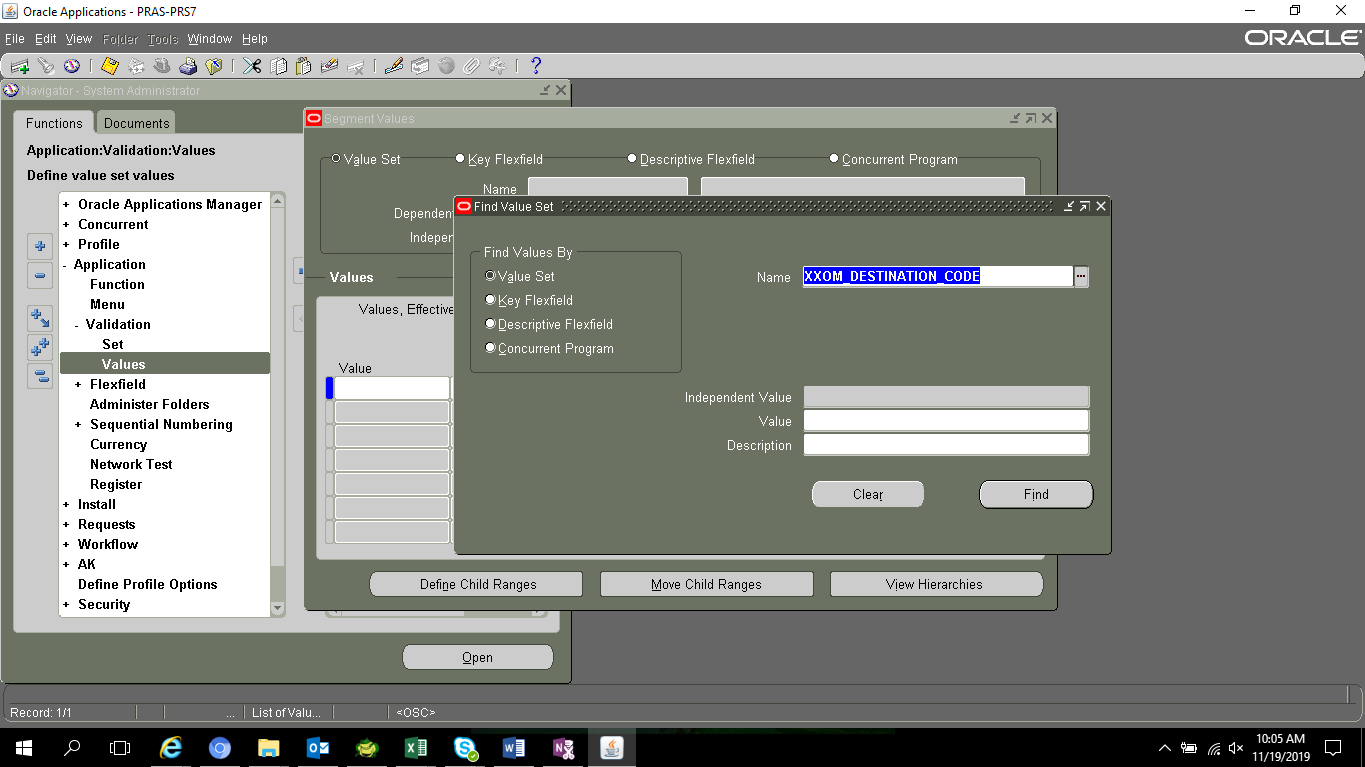 Oracle Applications - PRAS-PRS7
File Edit View Folder Tools Window Help
ORACLE
Navigator - System Administrator
Functions Documents
Application:Validation:Values
Define value set values
+ Oracle Applications Manager
+ Concurrent
+ Profile
- Application
Function
Menu
- Validation
Set
Values
+ Flexfield
Administer Folders
+ Sequential Numbering
Currency
Network Test
Register
+ Install
+ Requests
+ Workflow
+ AK
Define Profile Options
+ Security
Open
Segment Values
Value Set Key Flexfield Descriptive Flexfield Concurrent Program
Name
Dependen
Indepen
Values
Values, Effective
Value
Define Child Ranges Move Child Ranges View Hierarchies
Find Value Set
Find Values By
Value Set
Key Flexfield
Descriptive Flexfield
Concurrent Program
Name XXOM_DESTINATION_CODE ...
Independent Value
Value
Description
Clear Find
Record: 1/1 ... List of Valu... <OSC>
10:05 AM
11/19/2019